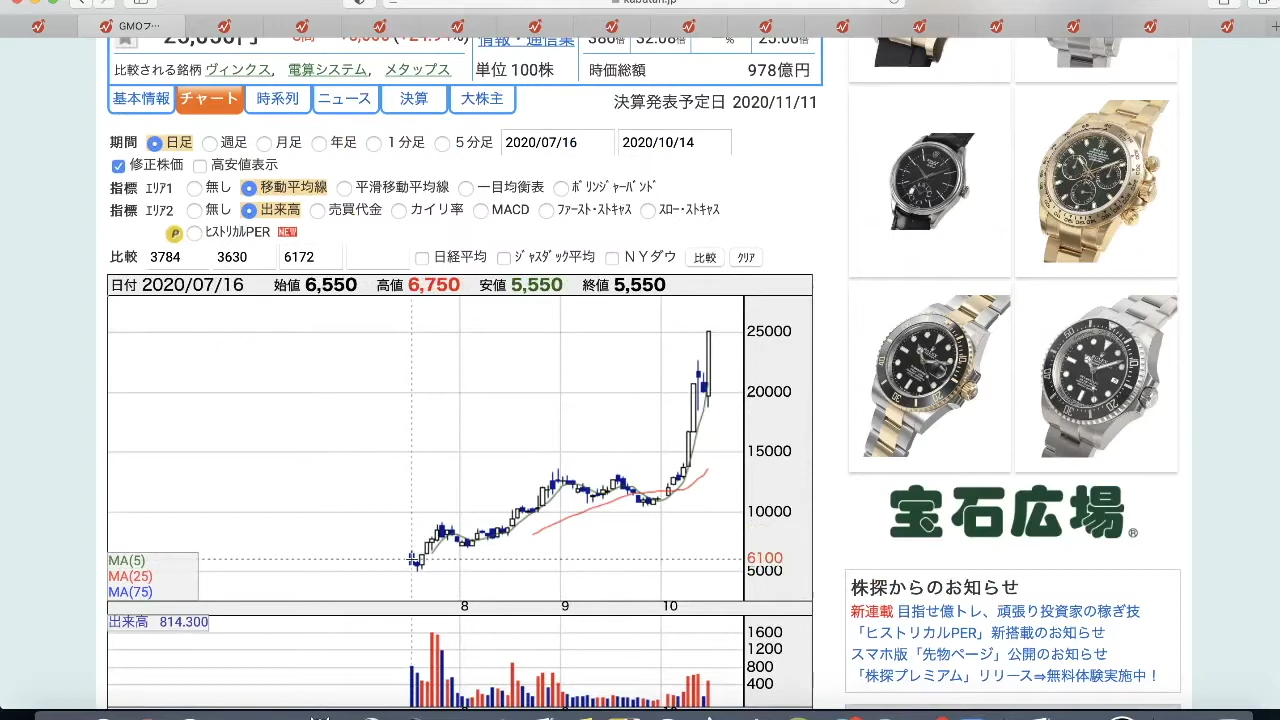 GMOフ…
情報・通信業
比較される銘柄 ヴィンクス, 電算システム, メタップス
単位 100株
時価総額 978億円
基本情報 チャート 時系列 ニュース 決算 大株主
決算発表予定日 2020/11/11
期間 日足 週足 月足 年足 1分足 5分足 2020/07/16 2020/10/14
修正株価 高安値表示
指標 エリア1 無し 移動平均線 平滑移動平均線 一目均衡表 ボリンジャーバンド
指標 エリア2 無し 出来高 売買代金 カイリ率 MACD ファースト・ストキャス スロー・ストキャス
P ヒストリカルPER NEW
比較 3784 3630 6172 日経平均 ジャスダック平均 NYダウ 比較 クリア
日付 2020/07/16 始値 6,550 高値 6,750 安値 5,550 終値 5,550
25000
20000
15000
10000
6100
5000
MA(5)
MA(25)
MA(75)
8 9 10
出来高 814.300
1600
1200
800
400
宝石広場®
株探からのお知らせ
新連載 目指せ億トレ、頑張り投資家の稼ぎ技
「ヒストリカルPER」新搭載のお知らせ
スマホ版「先物ページ」公開のお知らせ
「株探プレミアム」リリース⇒無料体験実施中！